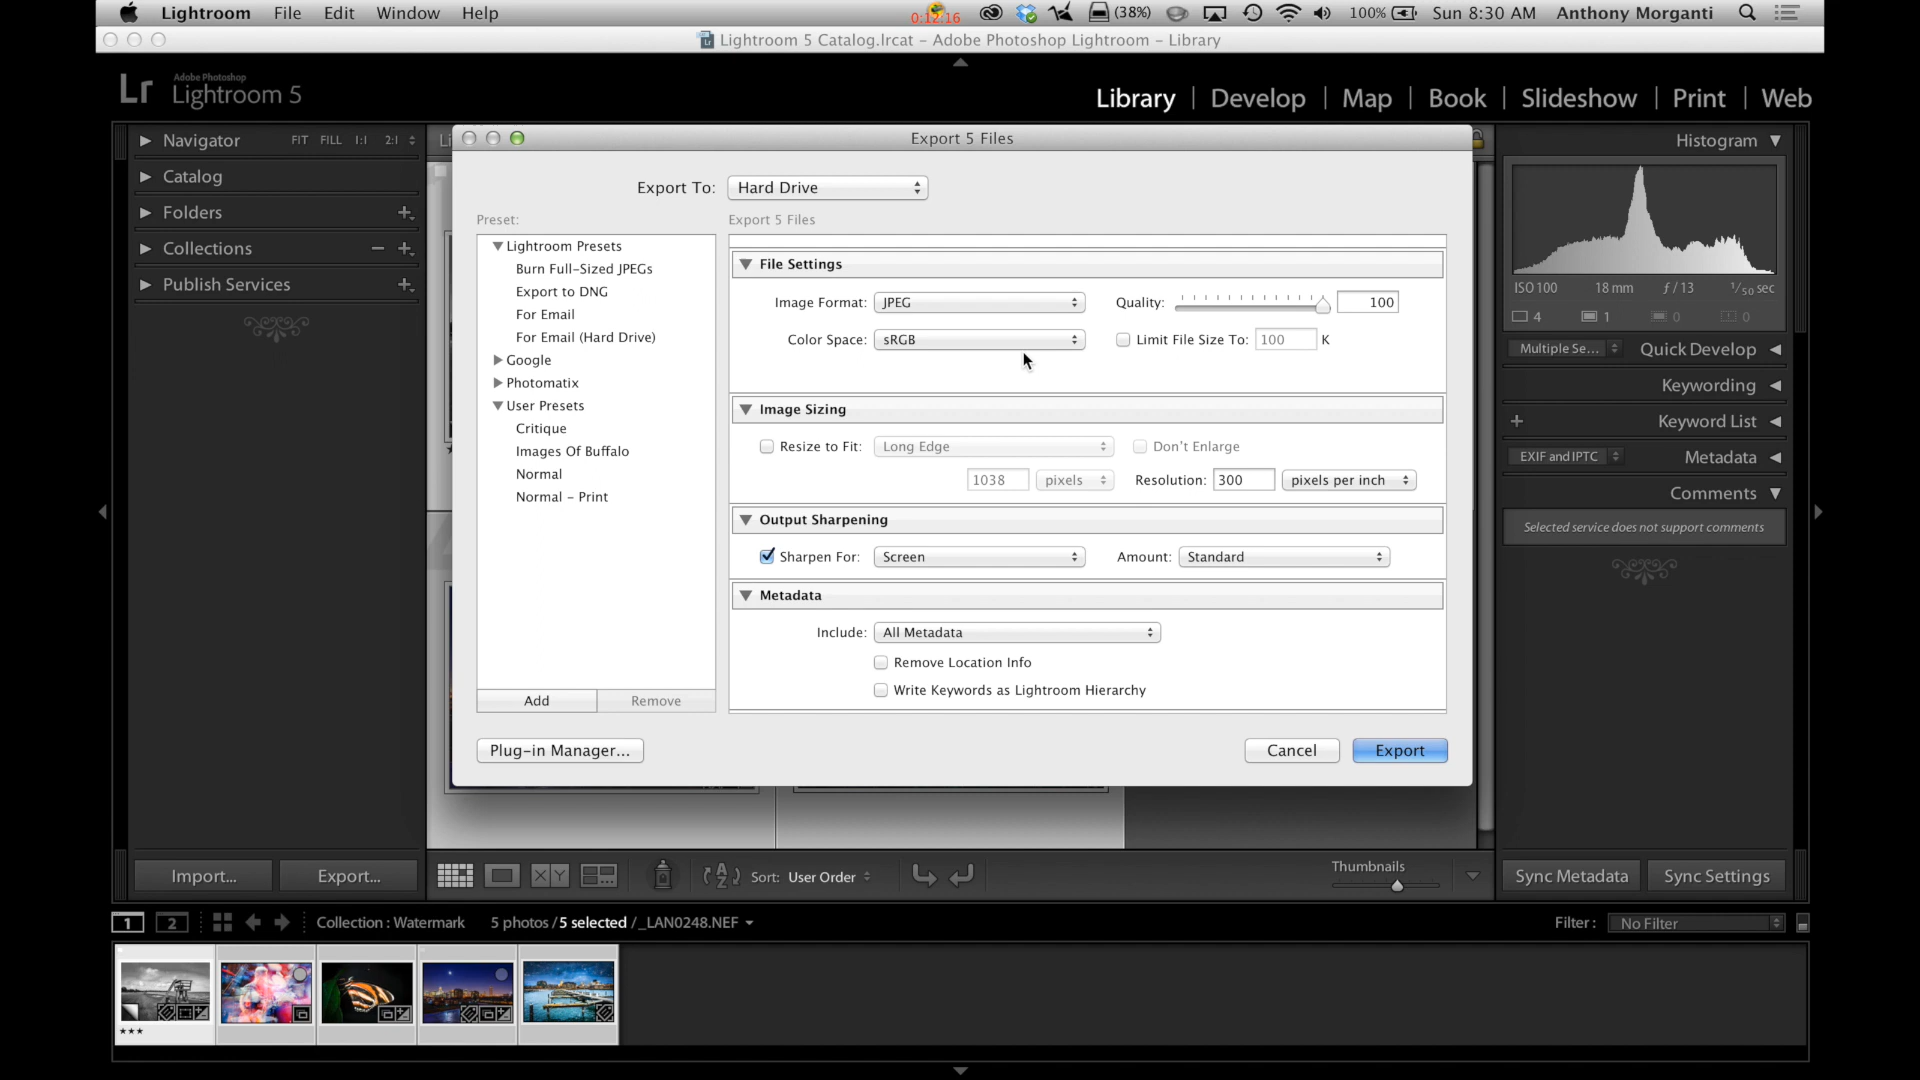 Lightroom File Edit Window Help 0:12:16 (38%) 100% Sun 8:30 AM Anthony Morganti
Lightroom 5 Catalog.lrcat – Adobe Photoshop Lightroom – Library
Lr Adobe Photoshop
Lightroom 5
Library | Develop | Map | Book | Slideshow | Print | Web
Navigator FIT FILL 1:1 2:1
Catalog
Folders
Collections
Publish Services
Export 5 Files
Export To: Hard Drive
Preset:
Lightroom Presets
Burn Full-Sized JPEGs
Export to DNG
For Email
For Email (Hard Drive)
Google
Photomatix
User Presets
Critique
Images Of Buffalo
Normal
Normal – Print
Add Remove
Plug-in Manager...
Export 5 Files
File Settings
Image Format: JPEG Quality: 100
Color Space: sRGB Limit File Size To: 100 K
Image Sizing
Resize to Fit: Long Edge Don't Enlarge
1038 pixels Resolution: 300 pixels per inch
Output Sharpening
Sharpen For: Screen Amount: Standard
Metadata
Include: All Metadata
Remove Location Info
Write Keywords as Lightroom Hierarchy
Cancel Export
Histogram
ISO 100 18 mm ƒ / 13 1/50 sec
4 1 0 0
Multiple Se... Quick Develop
Keywording
Keyword List
EXIF and IPTC Metadata
Comments
Selected service does not support comments
Import... Export...
XY Sort: User Order
Thumbnails
Sync Metadata Sync Settings
1 2 Collection : Watermark 5 photos / 5 selected / _LAN0248.NEF
Filter : No Filter